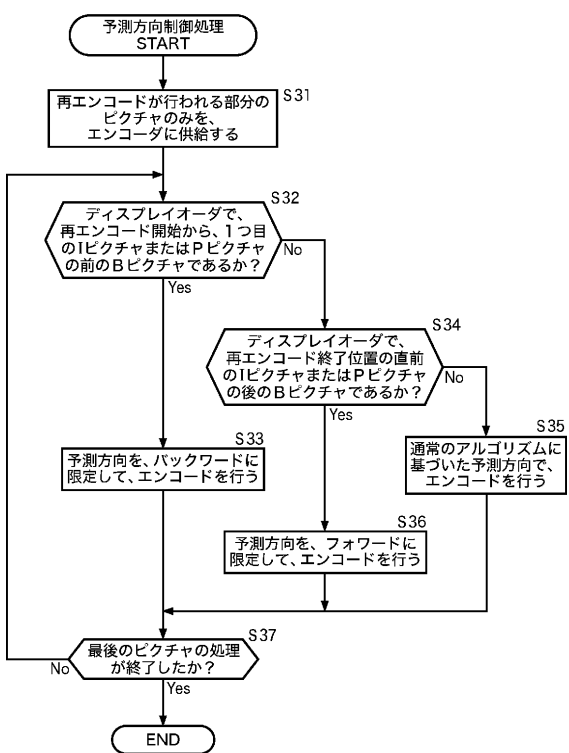 予測方向制御処理
START
S31
再エンコードが行われる部分の
ピクチャのみを、
エンコーダに供給する
S32
ディスプレイオーダで、
再エンコード開始から、1つ目
のIピクチャまたはPピクチャ
の前のBピクチャであるか?
No
Yes
S34
ディスプレイオーダで、
再エンコード終了位置の直前
のIピクチャまたはPピクチャ
の後のBピクチャであるか?
No
Yes
S33
予測方向を、バックワードに
限定して、エンコードを行う
S35
通常のアルゴリズムに
基づいた予測方向で、
エンコードを行う
S36
予測方向を、フォワードに
限定して、エンコードを行う
S37
最後のピクチャの処理
が終了したか?
No
Yes
END